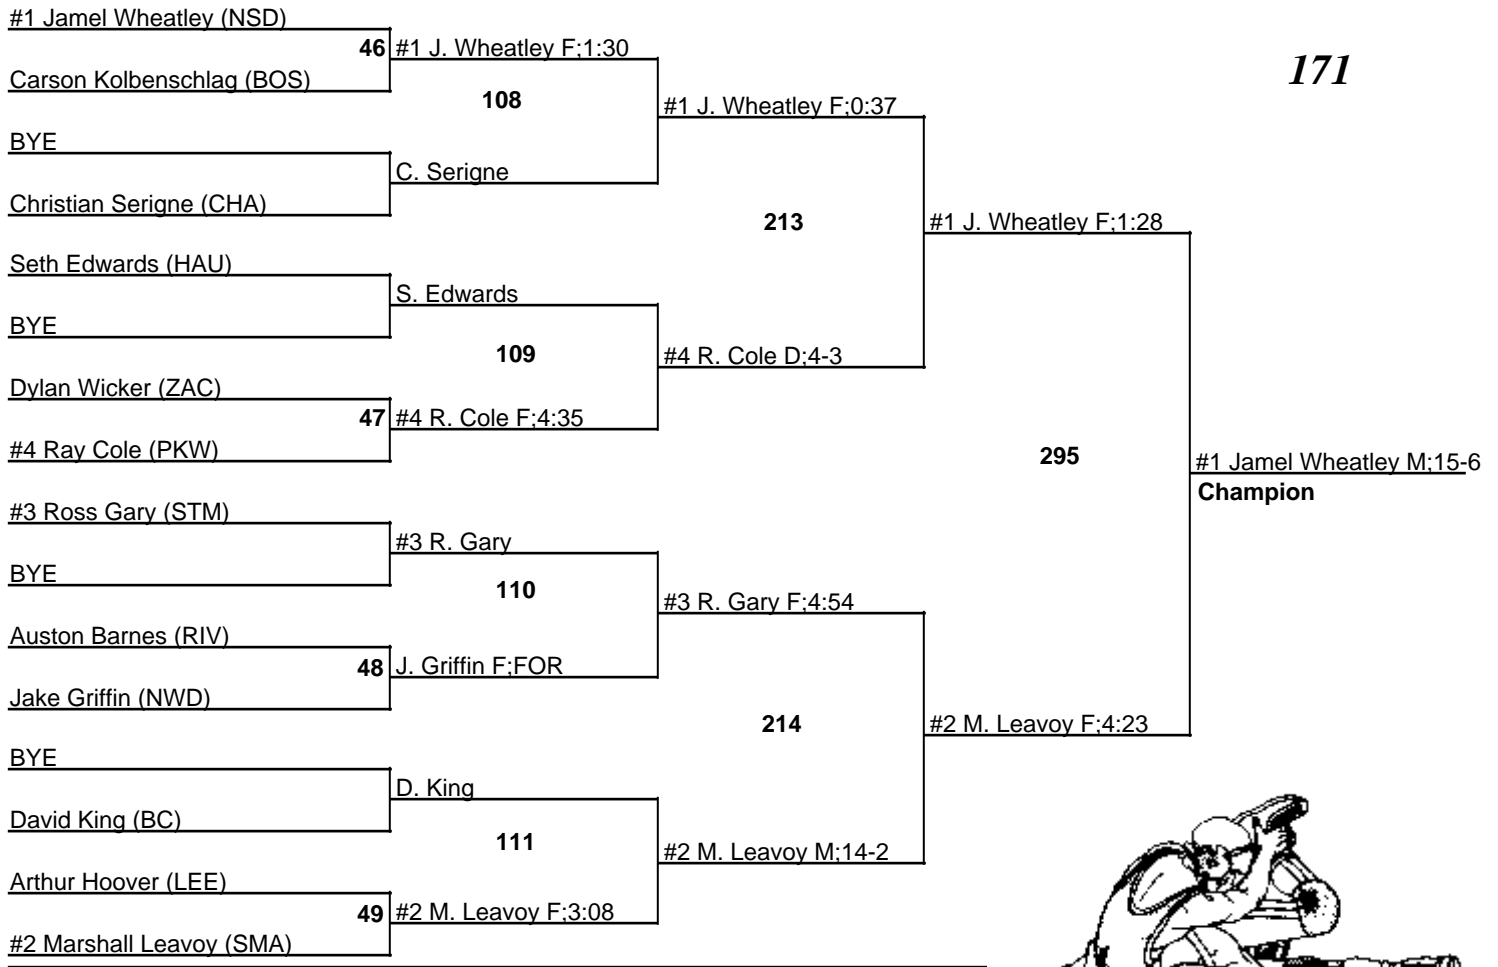 #1 Jamel Wheatley (NSD)
46 #1 J. Wheatley F;1:30
Carson Kolbenschlag (BOS)
108
#1 J. Wheatley F;0:37
BYE
C. Serigne
Christian Serigne (CHA)
213
#1 J. Wheatley F;1:28
Seth Edwards (HAU)
S. Edwards
BYE
109
#4 R. Cole D;4-3
Dylan Wicker (ZAC)
47 #4 R. Cole F;4:35
#4 Ray Cole (PKW)
295
#1 Jamel Wheatley M;15-6
Champion
#3 Ross Gary (STM)
#3 R. Gary
BYE
110
#3 R. Gary F;4:54
Auston Barnes (RIV)
48 J. Griffin F;FOR
Jake Griffin (NWD)
214
#2 M. Leavoy F;4:23
BYE
D. King
David King (BC)
111
#2 M. Leavoy M;14-2
Arthur Hoover (LEE)
49 #2 M. Leavoy F;3:08
#2 Marshall Leavoy (SMA)
171